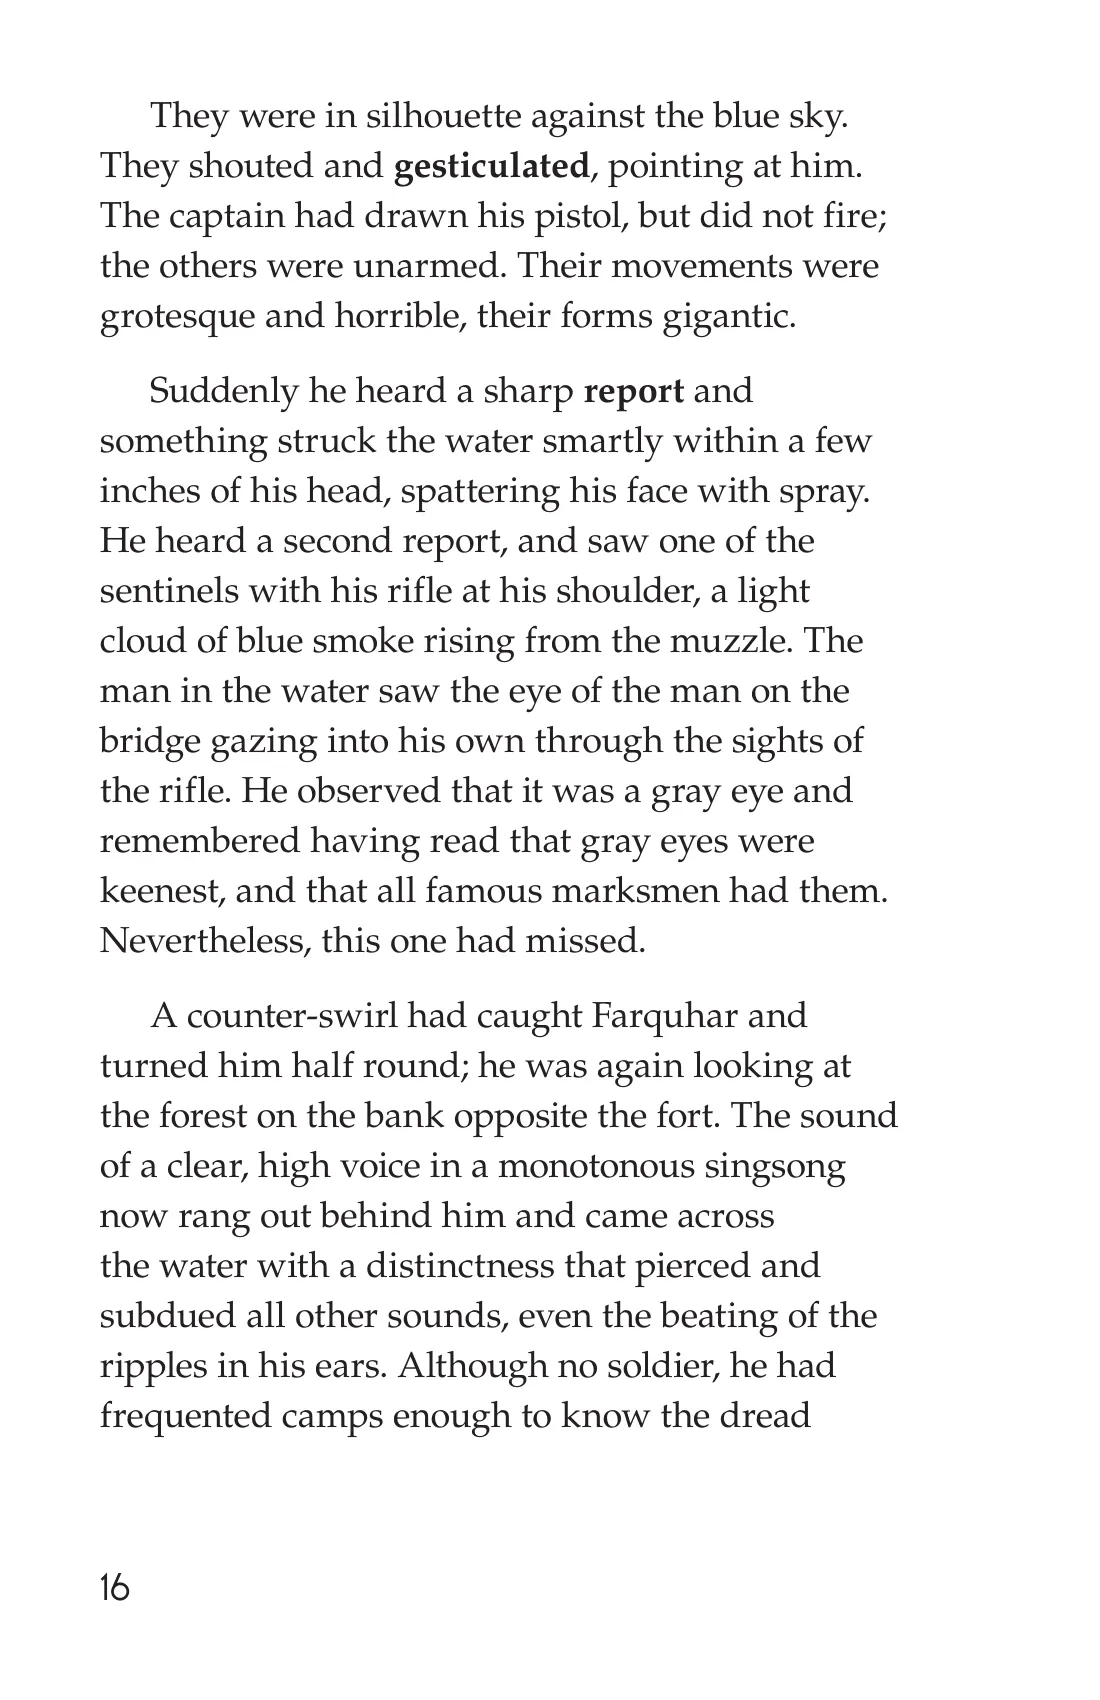 They were in silhouette against the blue sky.
They shouted and gesticulated, pointing at him.
The captain had drawn his pistol, but did not fire;
the others were unarmed. Their movements were
grotesque and horrible, their forms gigantic.
Suddenly he heard a sharp report and
something struck the water smartly within a few
inches of his head, spattering his face with spray.
He heard a second report, and saw one of the
sentinels with his rifle at his shoulder, a light
cloud of blue smoke rising from the muzzle. The
man in the water saw the eye of the man on the
bridge gazing into his own through the sights of
the rifle. He observed that it was a gray eye and
remembered having read that gray eyes were
keenest, and that all famous marksmen had them.
Nevertheless, this one had missed.
A counter-swirl had caught Farquhar and
turned him half round; he was again looking at
the forest on the bank opposite the fort. The sound
of a clear, high voice in a monotonous singsong
now rang out behind him and came across
the water with a distinctness that pierced and
subdued all other sounds, even the beating of the
ripples in his ears. Although no soldier, he had
frequented camps enough to know the dread
16